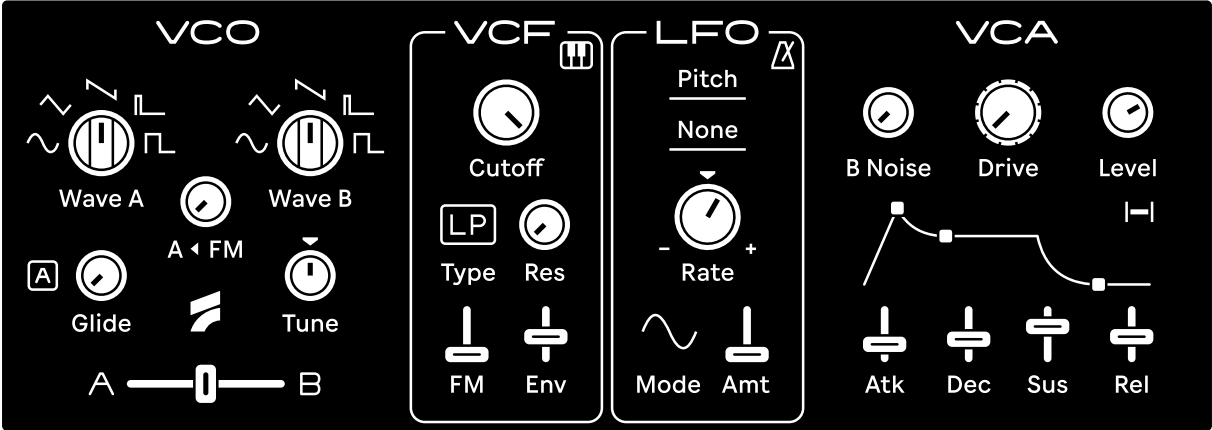 VCO
Wave A
Wave B
A ◂ FM
A
Glide
Tune
A
B
VCF
Cutoff
LP
Type
Res
FM
Env
LFO
Pitch
None
- +
Rate
Mode
Amt
VCA
B Noise
Drive
Level
Atk
Dec
Sus
Rel